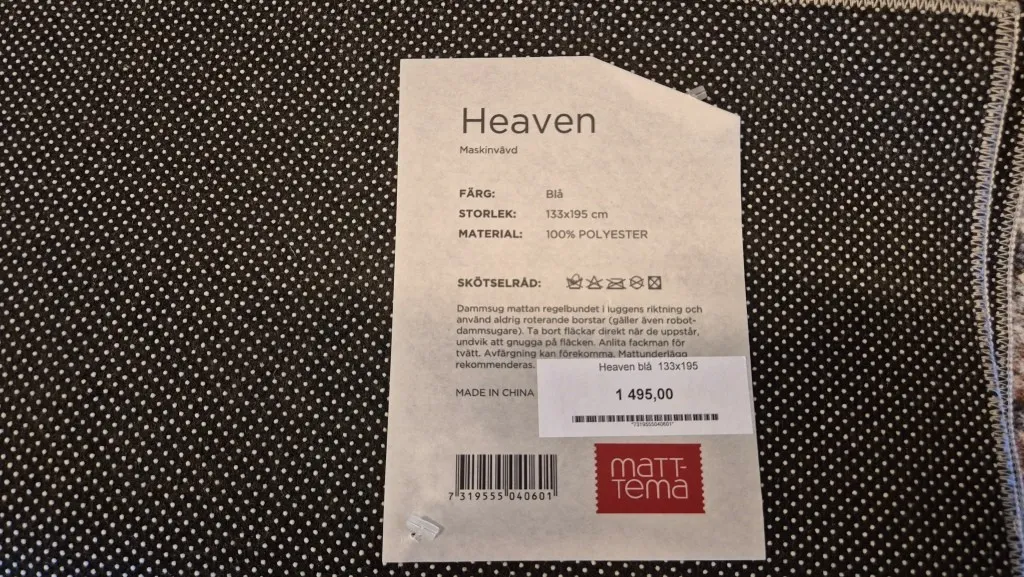 Heaven
Maskinvävd
FÄRG: Blå
STORLEK: 133x195 cm
MATERIAL: 100% POLYESTER
SKÖTSELRÅD:
Dammsug mattan regelbundet i luggens riktning och
använd aldrig roterande borstar (gäller även robot-
dammsugare). Ta bort fläckar direkt när de uppstår,
undvik att gnugga på fläcken. Anlita fackman för
tvätt. Avfärgning kan förekomma. Mattunderlägg
rekommenderas.
Heaven blå 133x195
MADE IN CHINA
1 495,00
*7319555040601*
7 319555 040601
MATT-
TEMA